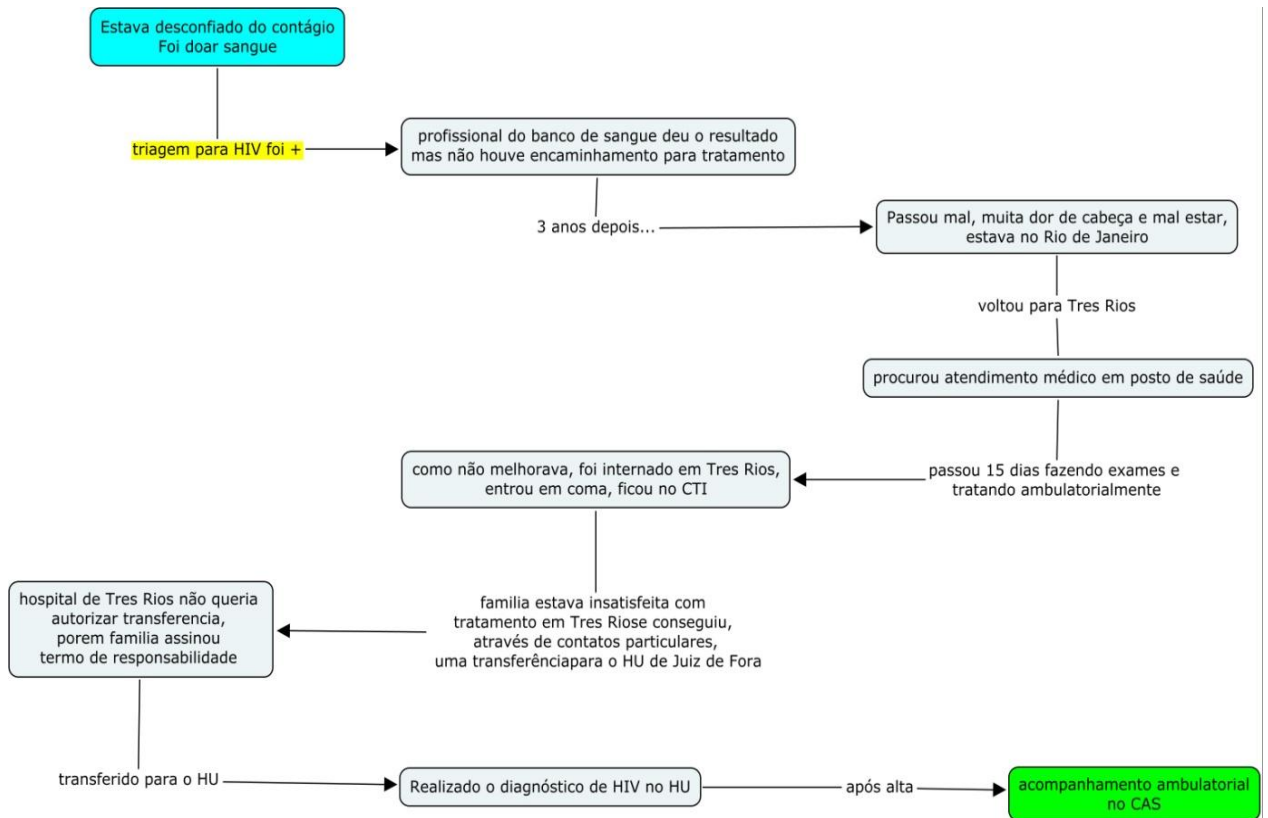 Estava desconfiado do contágio
Foi doar sangue
triagem para HIV foi +
profissional do banco de sangue deu o resultado
mas não houve encaminhamento para tratamento
3 anos depois...
Passou mal, muita dor de cabeça e mal estar,
estava no Rio de Janeiro
voltou para Tres Rios
procurou atendimento médico em posto de saúde
passou 15 dias fazendo exames e
tratando ambulatorialmente
como não melhorava, foi internado em Tres Rios,
entrou em coma, ficou no CTI
familia estava insatisfeita com
tratamento em Tres Riose conseguiu,
através de contatos particulares,
uma transferênciapara o HU de Juiz de Fora
hospital de Tres Rios não queria
autorizar transferencia,
porem familia assinou
termo de responsabilidade
transferido para o HU
Realizado o diagnóstico de HIV no HU
após alta
acompanhamento ambulatorial
no CAS